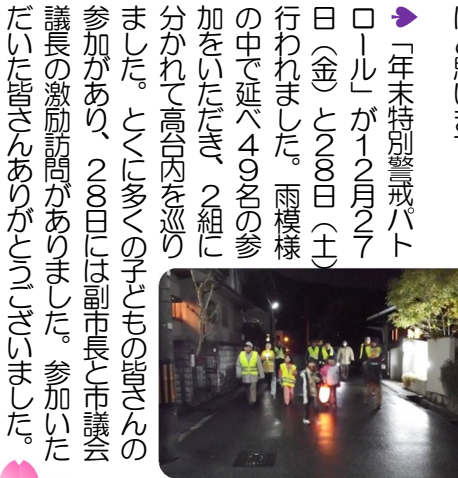 ♠「年末特別警戒パト
ロール」が12月27
日（金）と28日（土）
行われました。雨模様
の中で延べ49名の参
加をいただき、2組に
分かれて高台内を巡り
ました。とくに多くの子どもの皆さんの
参加があり、28日には副市長と市議会
議長の激励訪問がありました。参加いた
だいた皆さんありがとうございました。